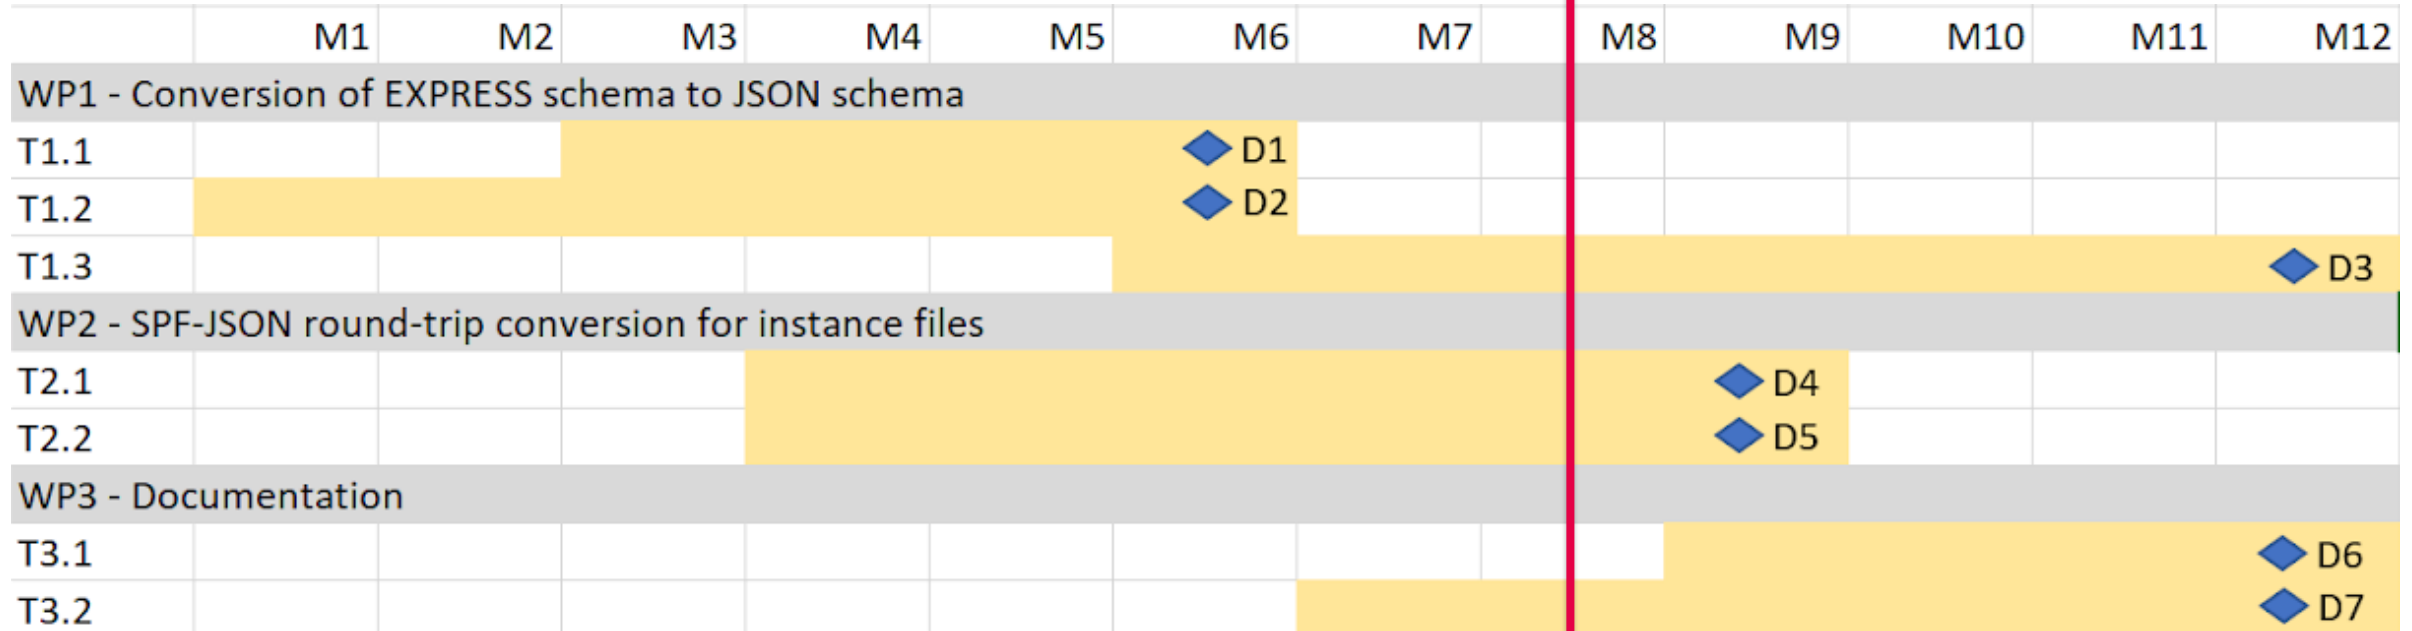 M1 M2 M3 M4 M5 M6 M7 M8 M9 M10 M11 M12
WP1 - Conversion of EXPRESS schema to JSON schema
T1.1 D1
T1.2 D2
T1.3 D3
WP2 - SPF-JSON round-trip conversion for instance files
T2.1 D4
T2.2 D5
WP3 - Documentation
T3.1 D6
T3.2 D7